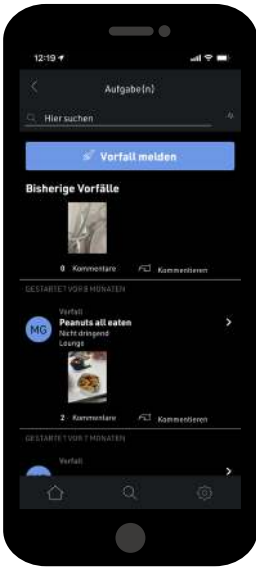 12:19
Aufgabe(n)
Hier suchen
Vorfall melden
Bisherige Vorfälle
0 Kommentare Kommentieren
GESTARTET VOR 8 MONATEN
Vorfall
MG
Peanuts all eaten
Nicht dringend
Lounge
2 Kommentare Kommentieren
GESTARTET VOR 7 MONATEN
Vorfall